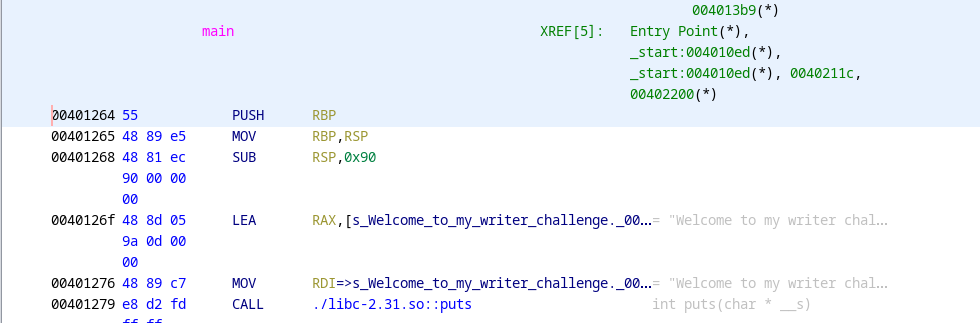 004013b9(*)
main XREF[5]: Entry Point(*),
_start:004010ed(*),
_start:004010ed(*), 0040211c,
00402200(*)
00401264 55 PUSH RBP
00401265 48 89 e5 MOV RBP,RSP
00401268 48 81 ec SUB RSP,0x90
90 00 00
00
0040126f 48 8d 05 LEA RAX,[s_Welcome_to_my_writer_challenge._00... = "Welcome to my writer chal...
9a 0d 00
00
00401276 48 89 c7 MOV RDI=>s_Welcome_to_my_writer_challenge._00... = "Welcome to my writer chal...
00401279 e8 d2 fd CALL ./libc-2.31.so::puts int puts(char * __s)
ff ff